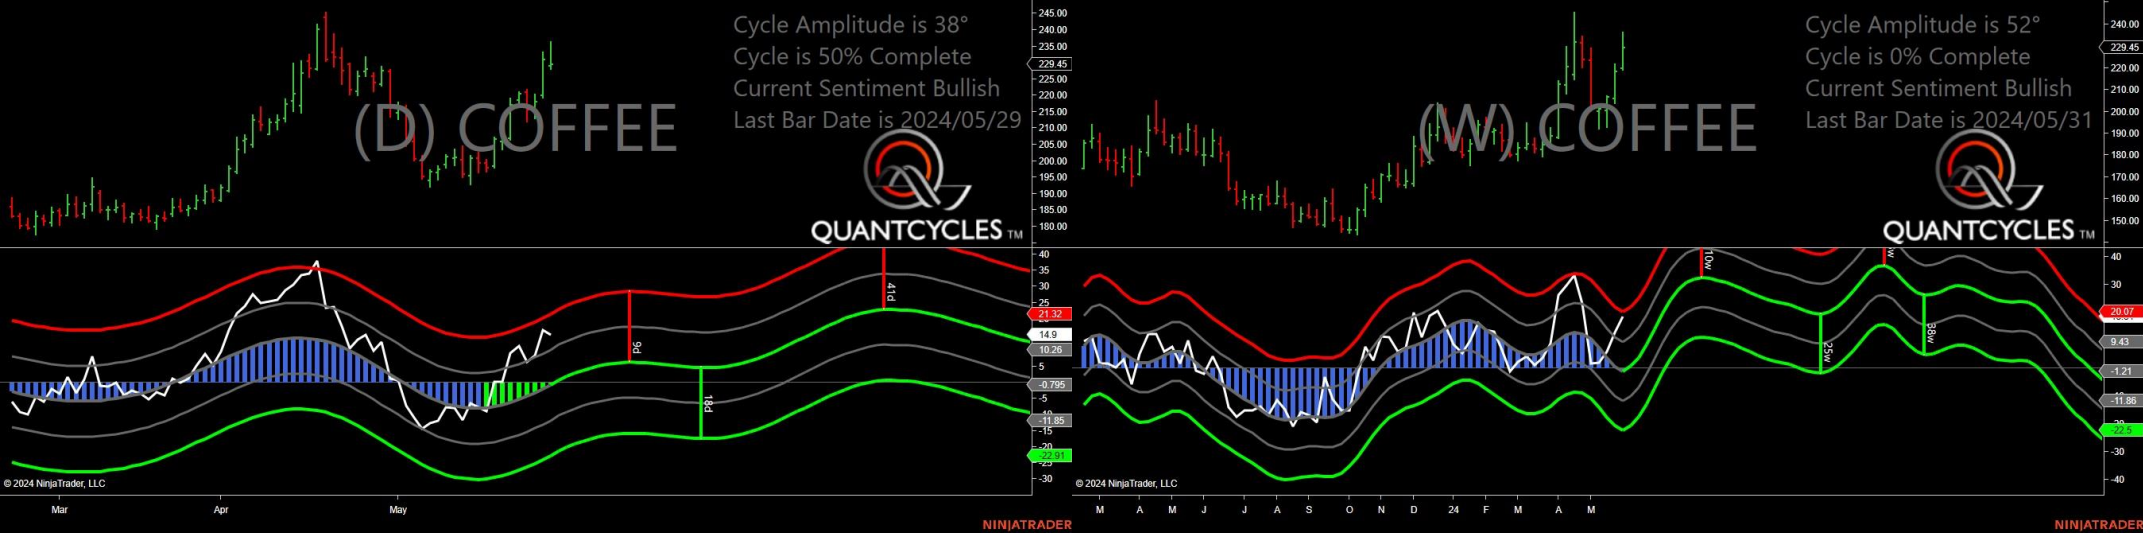 Cycle Amplitude is 38°
Cycle is 50% Complete
Current Sentiment Bullish
Last Bar Date is 2024/05/29
(D) COFFEE
QUANTCYCLES TM
245.00
240.00
235.00
229.45
225.00
220.00
215.00
210.00
205.00
200.00
195.00
190.00
185.00
180.00
40
35
30
25
21.32
14.9
10.26
5
-0.795
-5
-11.85
-15
-20
-22.91
-25
-30
9d
18d
41d
© 2024 NinjaTrader, LLC
Mar Apr May
NINJATRADER
Cycle Amplitude is 52°
Cycle is 0% Complete
Current Sentiment Bullish
Last Bar Date is 2024/05/31
(W) COFFEE
QUANTCYCLES TM
240.00
229.45
220.00
210.00
200.00
190.00
180.00
170.00
160.00
150.00
40
30
20.07
9.43
-1.21
-11.86
-22.5
-30
-40
10w
25w
w
38w
© 2024 NinjaTrader, LLC
M A M J J A S O N D 24 F M A M
NINJATRADER